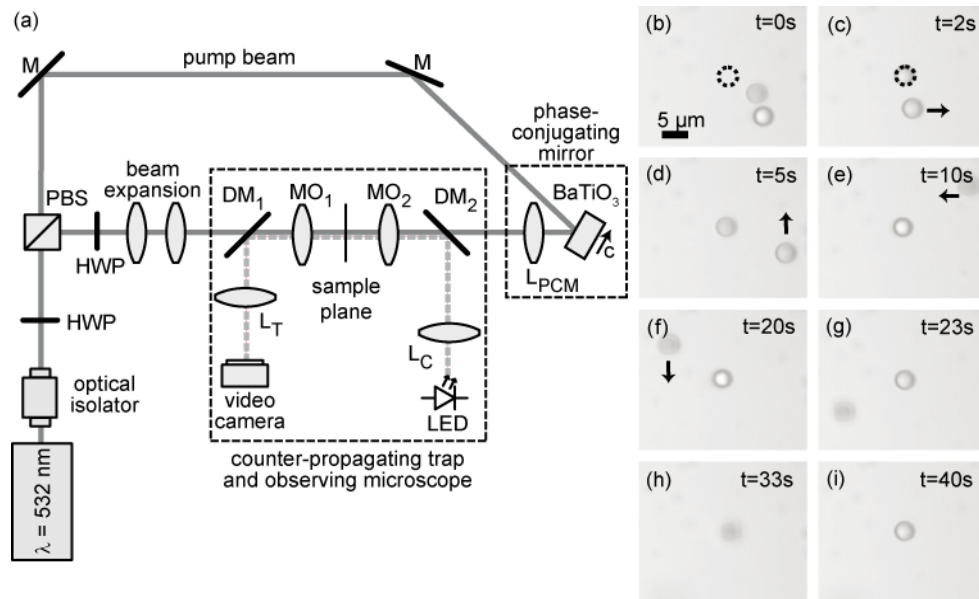 (a)
M
pump beam
M
phase-
conjugating
mirror
BaTiO3
c
LPCM
PBS
HWP
beam
expansion
DM1
MO1
MO2
DM2
sample
plane
LT
LC
video
camera
LED
counter-propagating trap
and observing microscope
HWP
optical
isolator
λ = 532 nm
(b) t=0s
5 µm
(c) t=2s
(d) t=5s
(e) t=10s
(f) t=20s
(g) t=23s
(h) t=33s
(i) t=40s